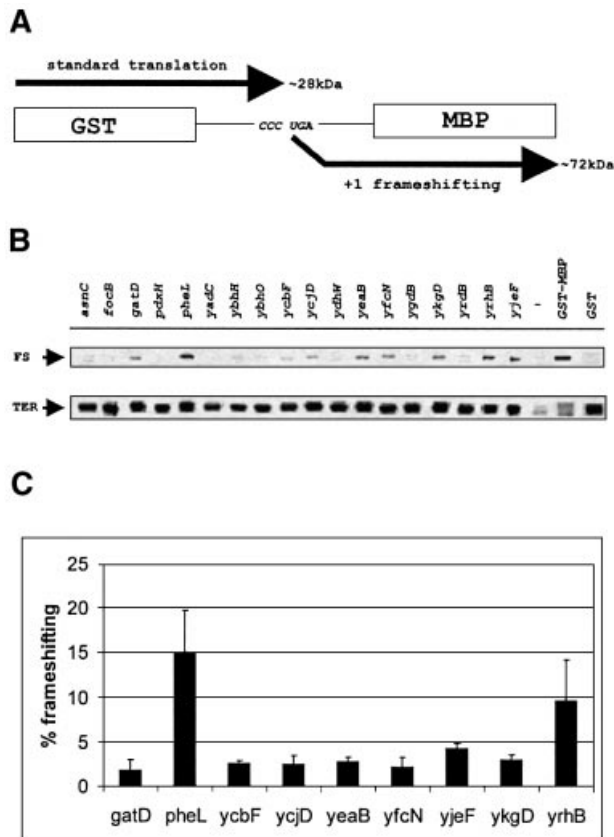 A
standard translation
~28kDa
GST
CCC UGA
MBP
+1 frameshifting
~72kDa
B
asnC
focB
gatD
pdxH
pheL
yadC
ybhH
ybhO
ycbF
ycjD
ydhW
yeaB
yfcN
ygdB
ykgD
yrdB
yrhB
yjeF
-
GST-MBP
GST
FS
TER
C
% frameshifting
25
20
15
10
5
0
gatD pheL ycbF ycjD yeaB yfcN yjeF ykgD yrhB